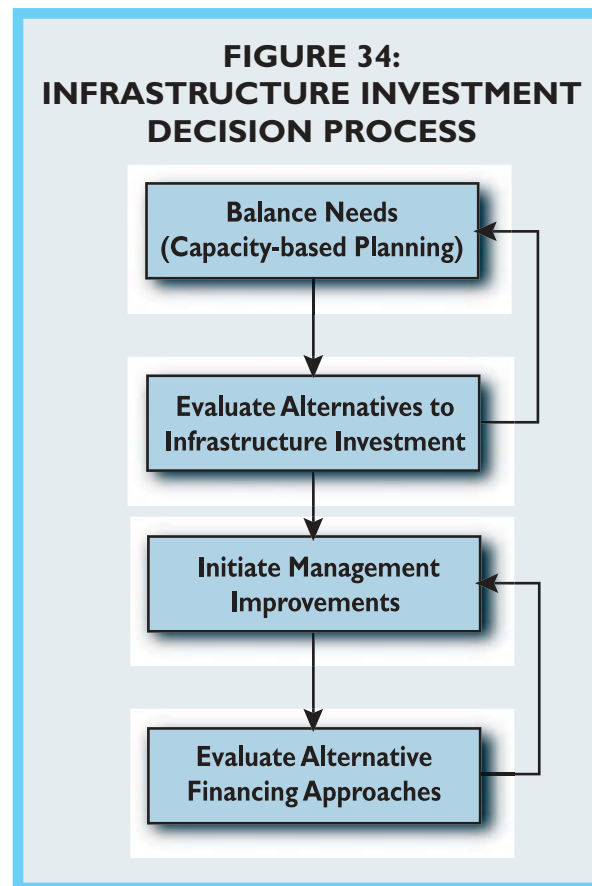 FIGURE 34:
INFRASTRUCTURE INVESTMENT
DECISION PROCESS
Balance Needs
(Capacity-based Planning)
Evaluate Alternatives to
Infrastructure Investment
Initiate Management
Improvements
Evaluate Alternative
Financing Approaches